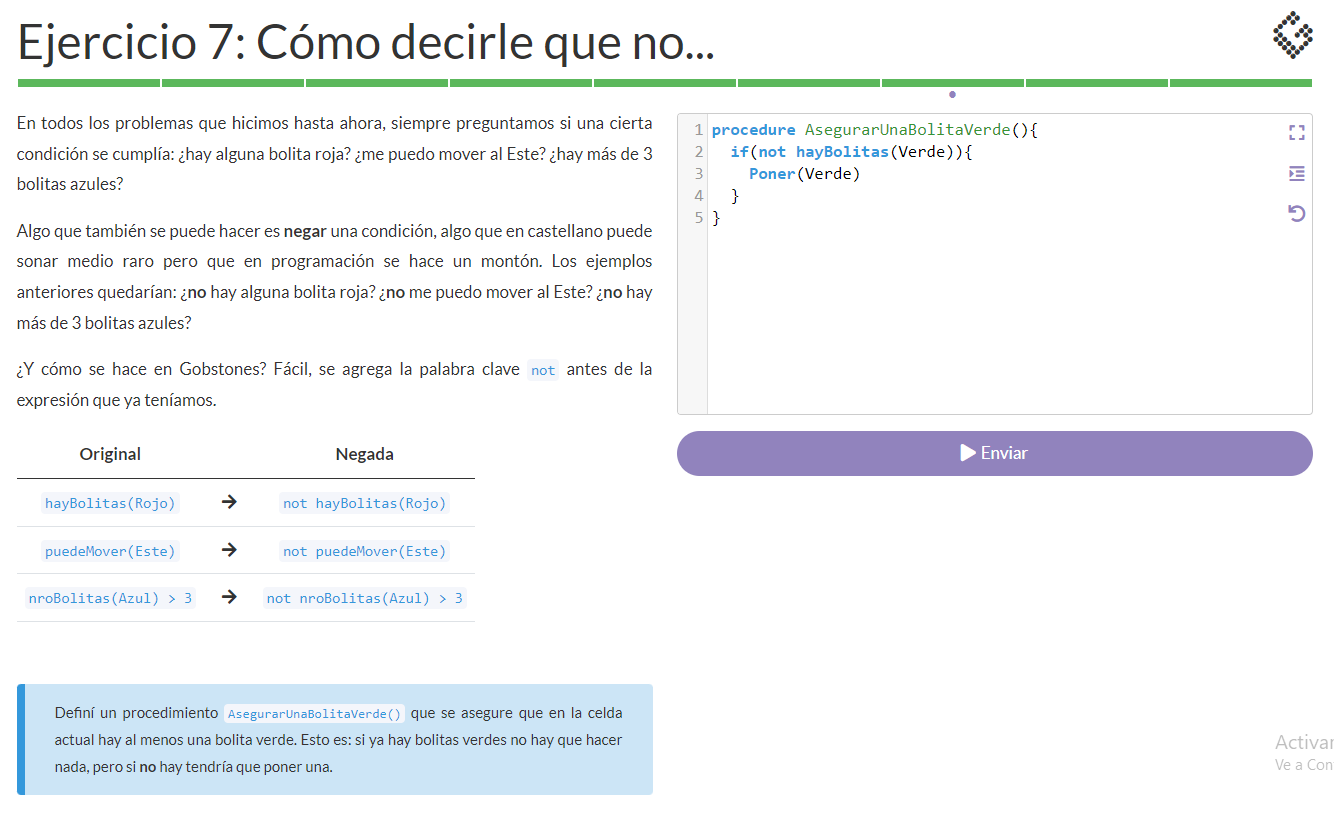 Ejercicio 7: Cómo decirle que no...
En todos los problemas que hicimos hasta ahora, siempre preguntamos si una cierta
condición se cumplía: ¿hay alguna bolita roja? ¿me puedo mover al Este? ¿hay más de 3
bolitas azules?
Algo que también se puede hacer es negar una condición, algo que en castellano puede
sonar medio raro pero que en programación se hace un montón. Los ejemplos
anteriores quedarían: ¿no hay alguna bolita roja? ¿no me puedo mover al Este? ¿no hay
más de 3 bolitas azules?
¿Y cómo se hace en Gobstones? Fácil, se agrega la palabra clave not antes de la
expresión que ya teníamos.
Original Negada
hayBolitas(Rojo) → not hayBolitas(Rojo)
puedeMover(Este) → not puedeMover(Este)
nroBolitas(Azul) > 3 → not nroBolitas(Azul) > 3
Definí un procedimiento AsegurarUnaBolitaVerde() que se asegure que en la celda
actual hay al menos una bolita verde. Esto es: si ya hay bolitas verdes no hay que hacer
nada, pero si no hay tendría que poner una.
1 procedure AsegurarUnaBolitaVerde(){
2 if(not hayBolitas(Verde)){
3 Poner(Verde)
4 }
5 }
Enviar
Activar
Ve a Con